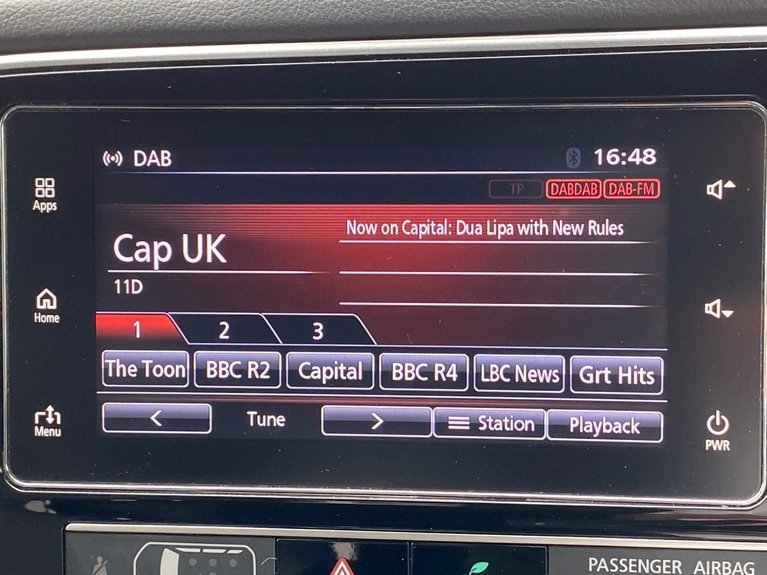 DAB 16:48
Apps
TP DABDAB DAB-FM
Now on Capital: Dua Lipa with New Rules
Cap UK
11D
Home
1 2 3
The Toon BBC R2 Capital BBC R4 LBC News Grt Hits
< Tune > Station Playback
Menu
PWR
PASSENGER AIRBAG